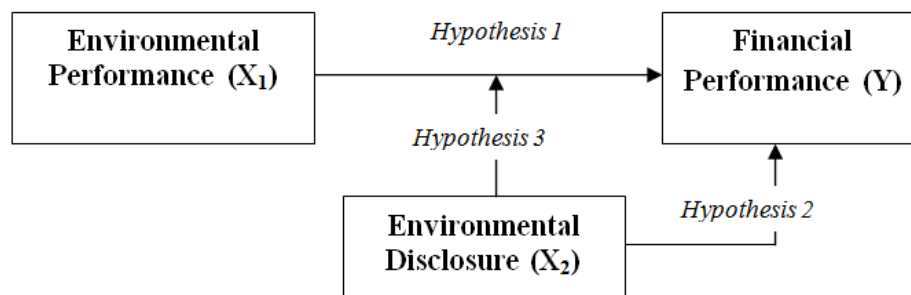 Environmental
Performance (X₁)
Hypothesis 1
Financial
Performance (Y)
Hypothesis 3
Environmental
Disclosure (X₂)
Hypothesis 2